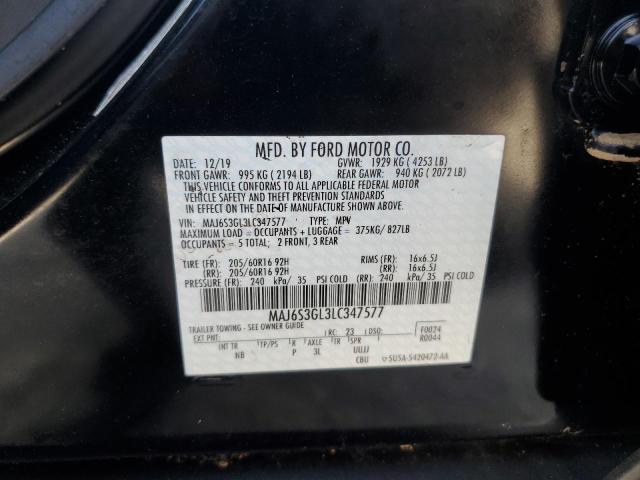 MFD. BY FORD MOTOR CO.
DATE: 12/19 GVWR: 1929 KG ( 4253 LB)
FRONT GAWR: 995 KG ( 2194 LB) REAR GAWR: 940 KG ( 2072 LB)
THIS VEHICLE CONFORMS TO ALL APPLICABLE FEDERAL MOTOR
VEHICLE SAFETY AND THEFT PREVENTION STANDARDS
IN EFFECT ON THE DATE OF MANUFACTURE SHOWN ABOVE.
VIN: MAJ6S3GL3LC347577 TYPE: MPV
MAXIMUM LOAD = OCCUPANTS + LUGGAGE = 375KG/ 827LB
OCCUPANTS = 5 TOTAL; 2 FRONT, 3 REAR
TIRE (FR): 205/60R16 92H RIMS (FR): 16x6.5J
(RR): 205/60R16 92H (RR): 16x6.5J
PRESSURE (FR): 240 kPa/ 35 PSI COLD (RR): 240 kPa/ 35 PSI COLD
MAJ6S3GL3LC347577
TRAILER TOWING - SEE OWNER GUIDE
EXT PNT: RC: 23 DSO: F0024
INT TR TP/PS R AXLE TR SPR R0044
NB P 3L UUJJ
CBU 5U5A-5420472-AA